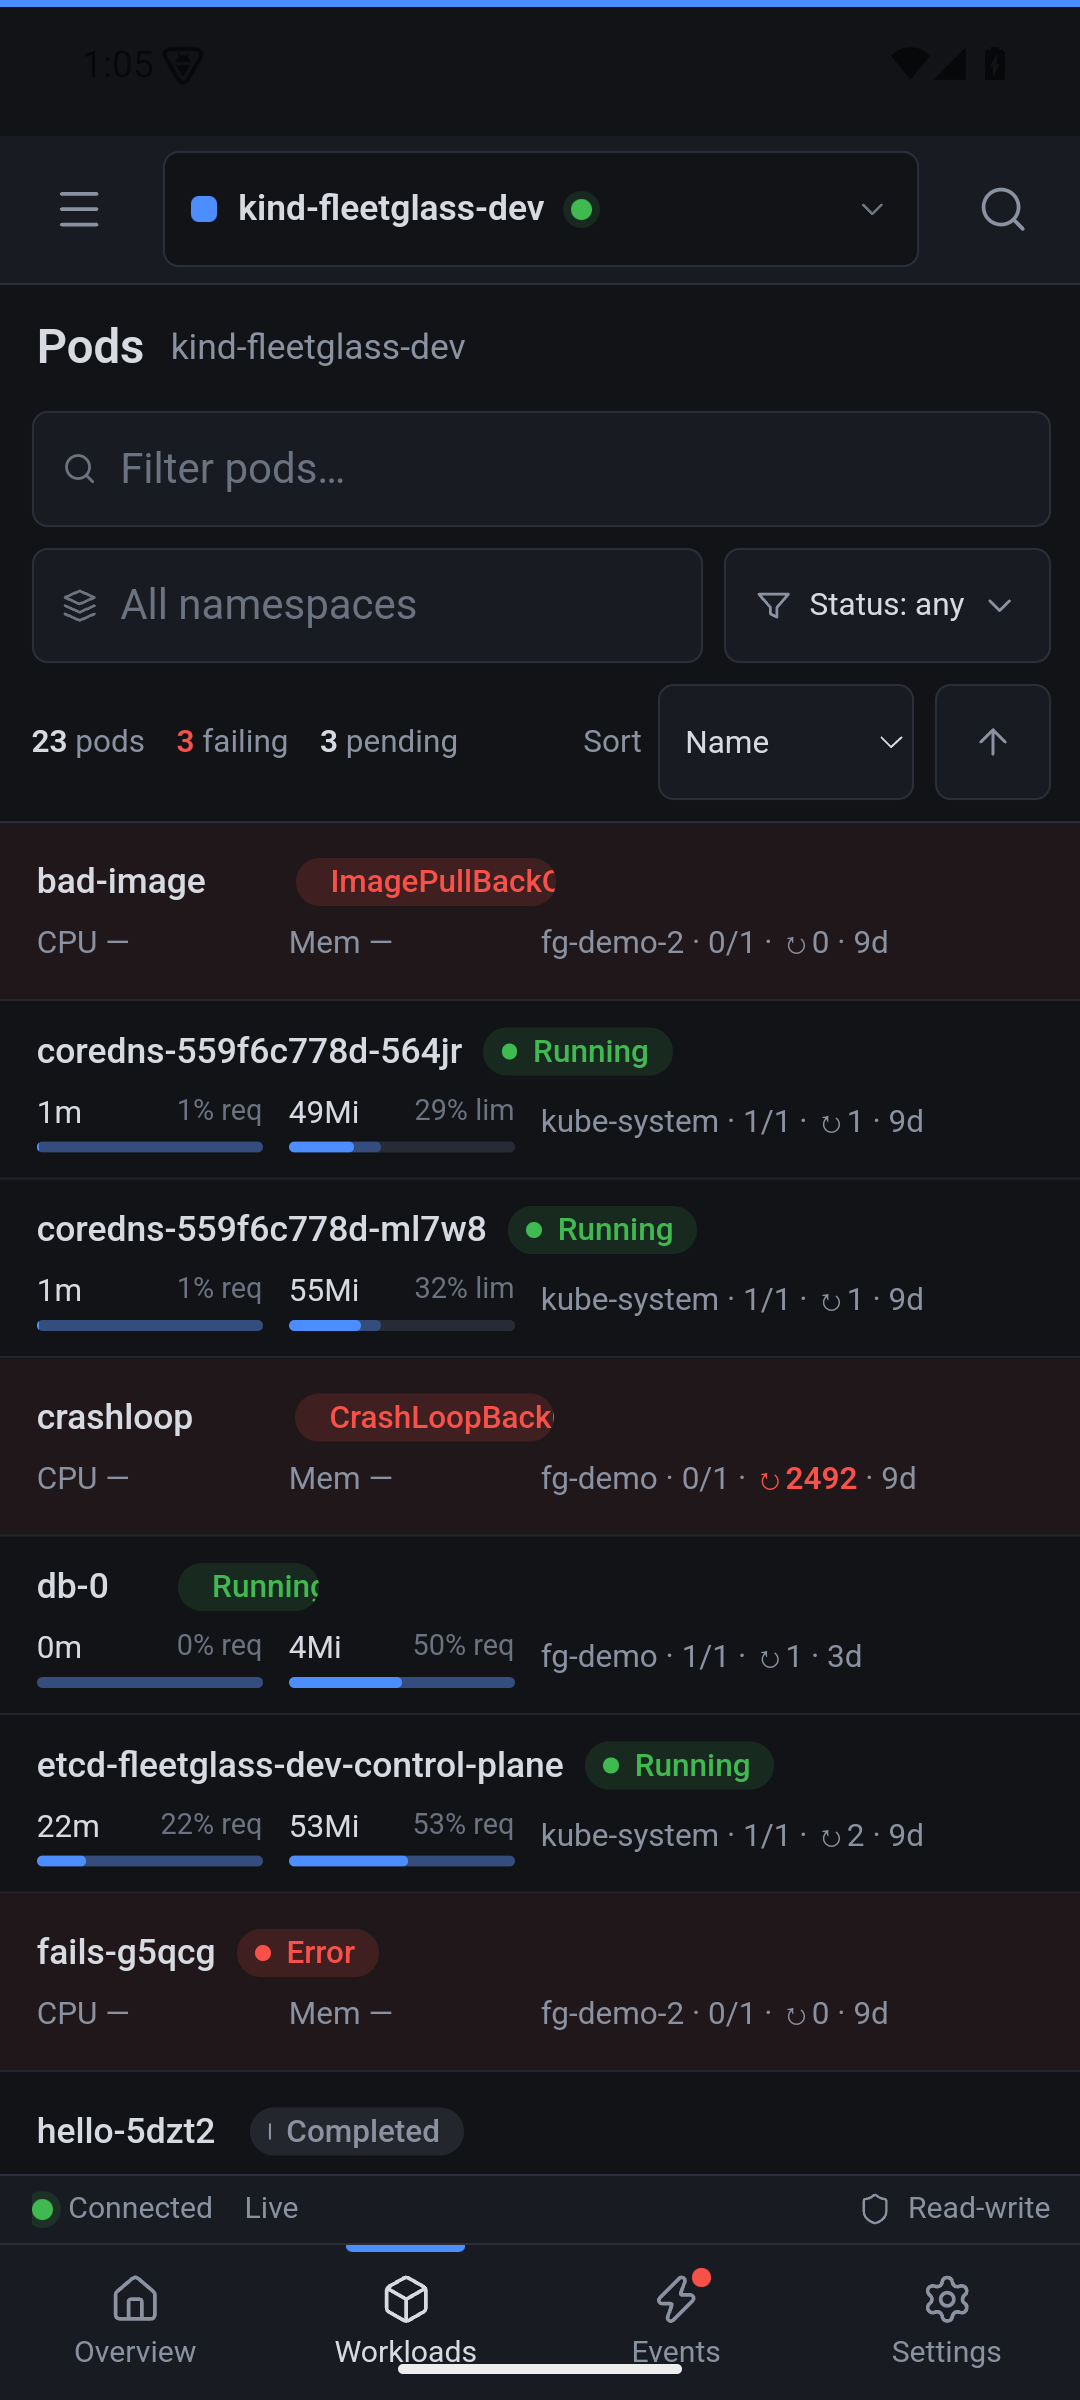 1:05
kind-fleetglass-dev
Pods kind-fleetglass-dev
Filter pods...
All namespaces
Status: any
23 pods 3 failing 3 pending Sort Name
bad-image ImagePullBackO
CPU — Mem — fg-demo-2 · 0/1 · ↻0 · 9d
coredns-559f6c778d-564jr Running
1m 1% req 49Mi 29% lim kube-system · 1/1 · ↻1 · 9d
coredns-559f6c778d-ml7w8 Running
1m 1% req 55Mi 32% lim kube-system · 1/1 · ↻1 · 9d
crashloop CrashLoopBack
CPU — Mem — fg-demo · 0/1 · ↻2492 · 9d
db-0 Running
0m 0% req 4Mi 50% req fg-demo · 1/1 · ↻1 · 3d
etcd-fleetglass-dev-control-plane Running
22m 22% req 53Mi 53% req kube-system · 1/1 · ↻2 · 9d
fails-g5qcg Error
CPU — Mem — fg-demo-2 · 0/1 · ↻0 · 9d
hello-5dzt2 Completed
Connected Live Read-write
Overview Workloads Events Settings